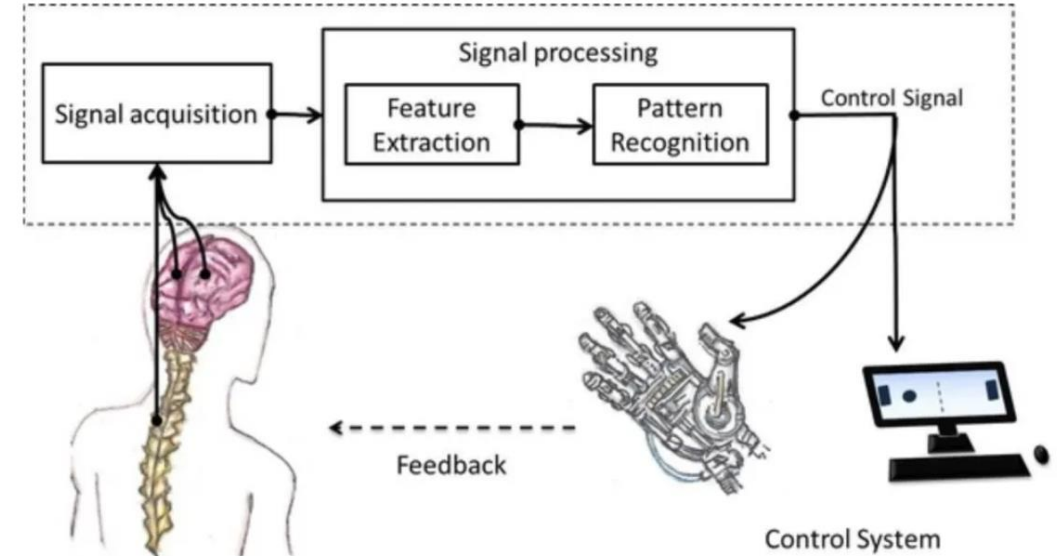 Signal processing
Signal acquisition
Feature
Extraction
Pattern
Recognition
Control Signal
Feedback
Control System